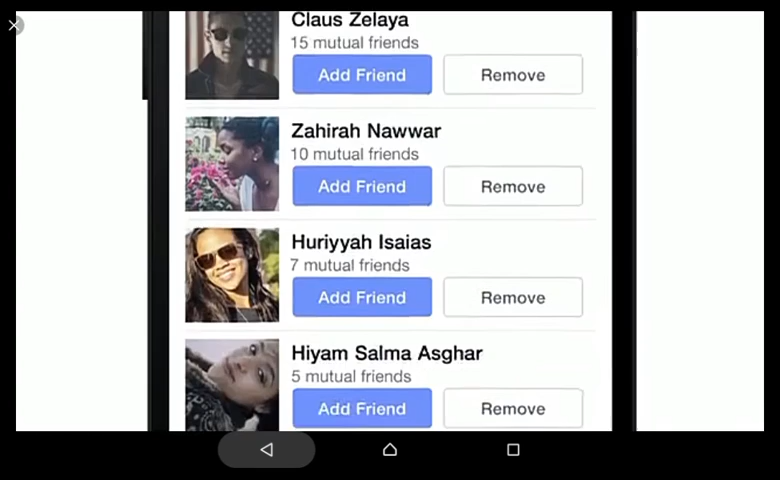 Claus Zelaya
15 mutual friends
Add Friend Remove
Zahirah Nawwar
10 mutual friends
Add Friend Remove
Huriyyah Isaias
7 mutual friends
Add Friend Remove
Hiyam Salma Asghar
5 mutual friends
Add Friend Remove